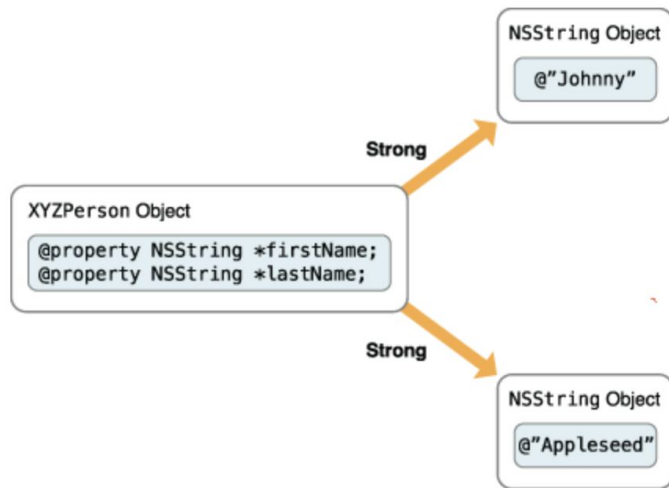 NSString Object
@”Johnny”
Strong
XYZPerson Object
@property NSString *firstName;
@property NSString *lastName;
Strong
NSString Object
@”Appleseed”